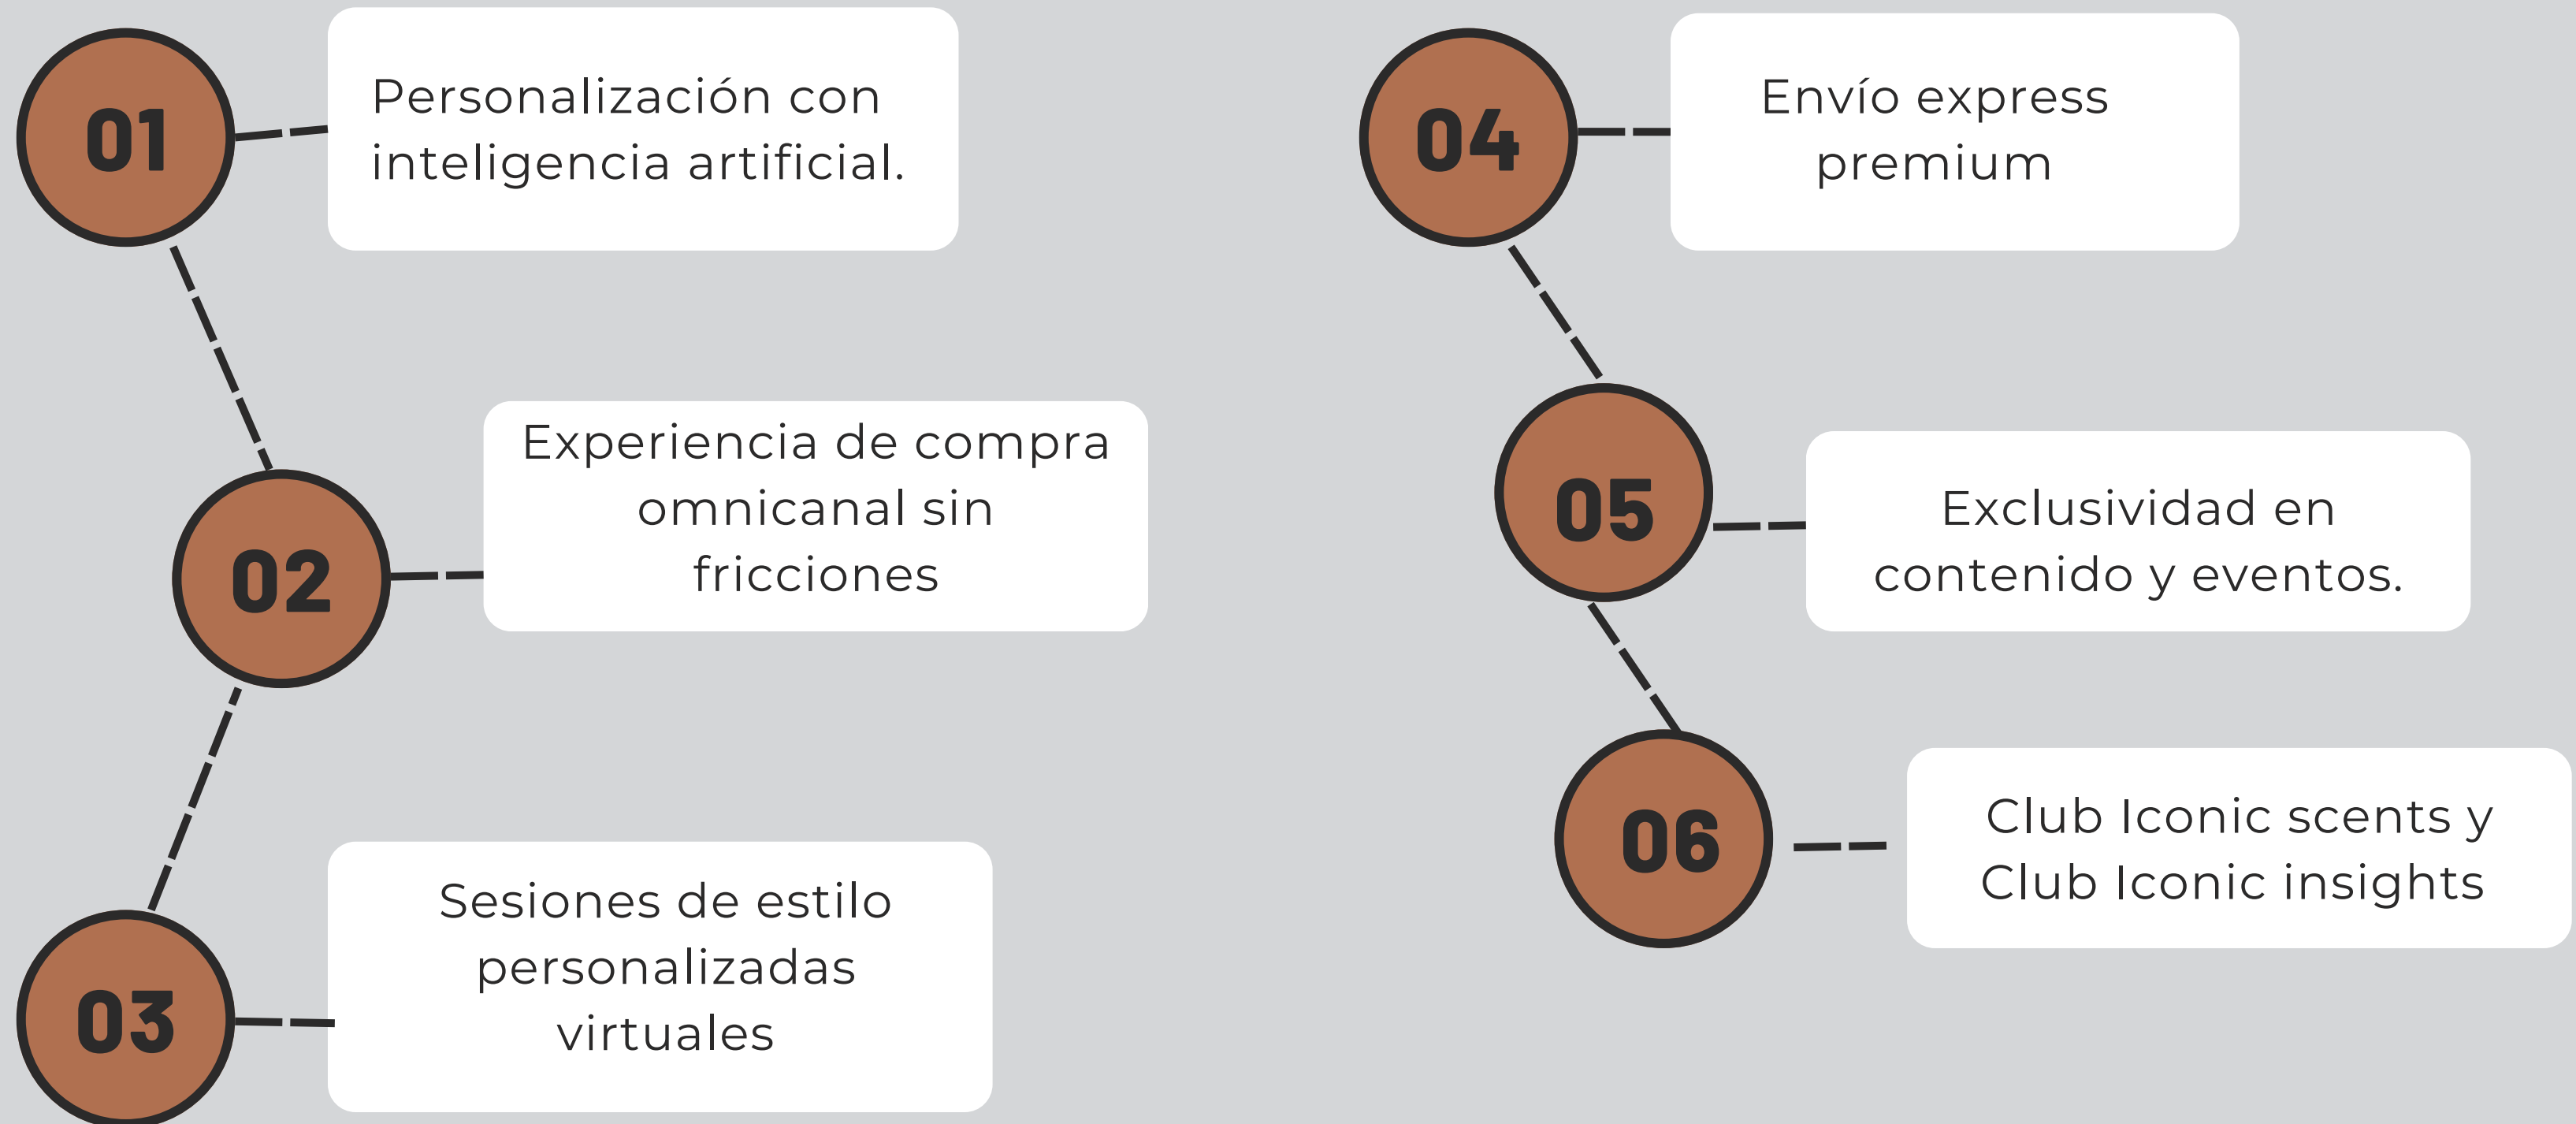 01
Personalización con
inteligencia artificial.
02
Experiencia de compra
omnicanal sin
fricciones
03
Sesiones de estilo
personalizadas
virtuales
04
Envío express
premium
05
Exclusividad en
contenido y eventos.
06
Club Iconic scents y
Club Iconic insights